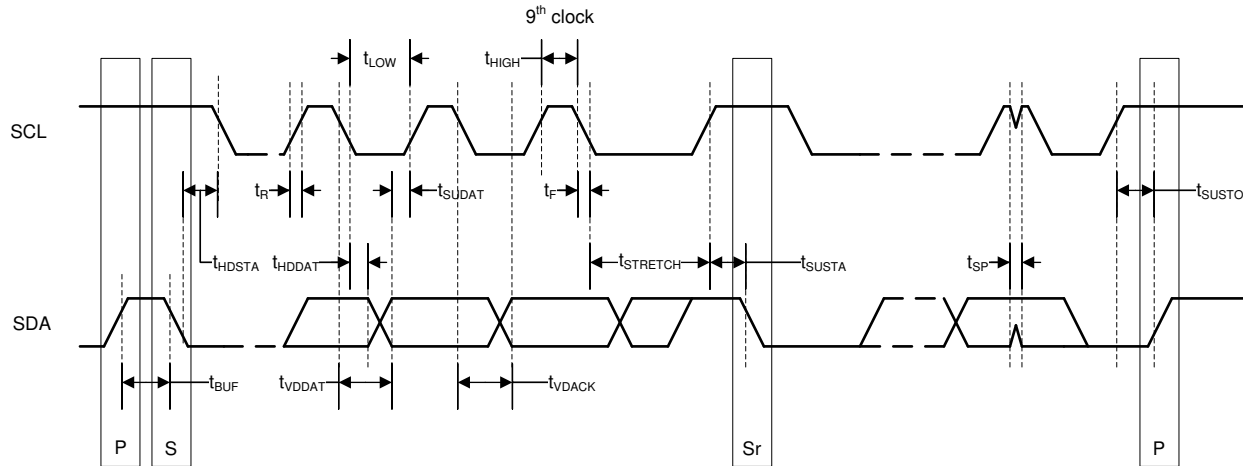 9th clock
tLOW
tHIGH
SCL
tR
tSUDAT
tF
tSUSTO
tHDSTA
tHDDAT
tSTRETCH
tSUSTA
tSP
SDA
tBUF
tVDDAT
tVDACK
P
S
Sr
P